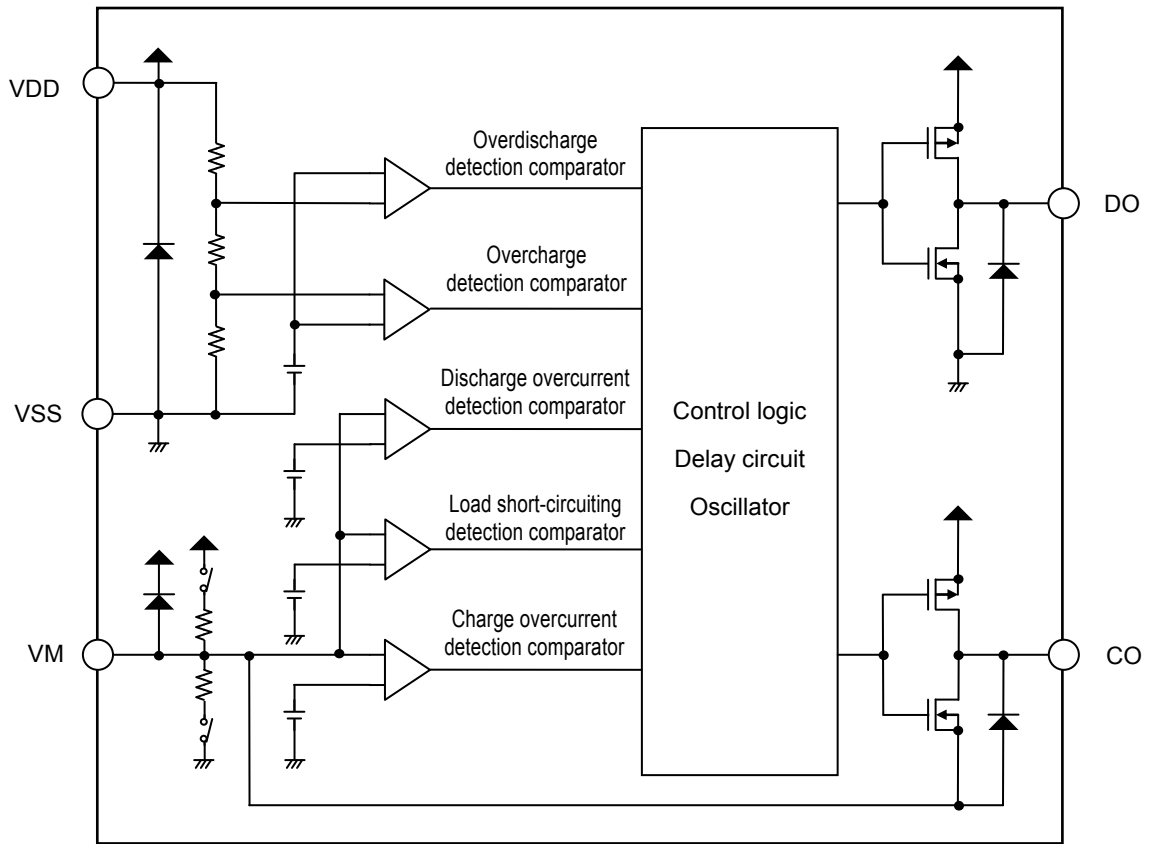 VDD
Overdischarge
detection comparator
DO
Overcharge
detection comparator
VSS
Discharge overcurrent
detection comparator
Control logic
Delay circuit
Oscillator
Load short-circuiting
detection comparator
VM
Charge overcurrent
detection comparator
CO